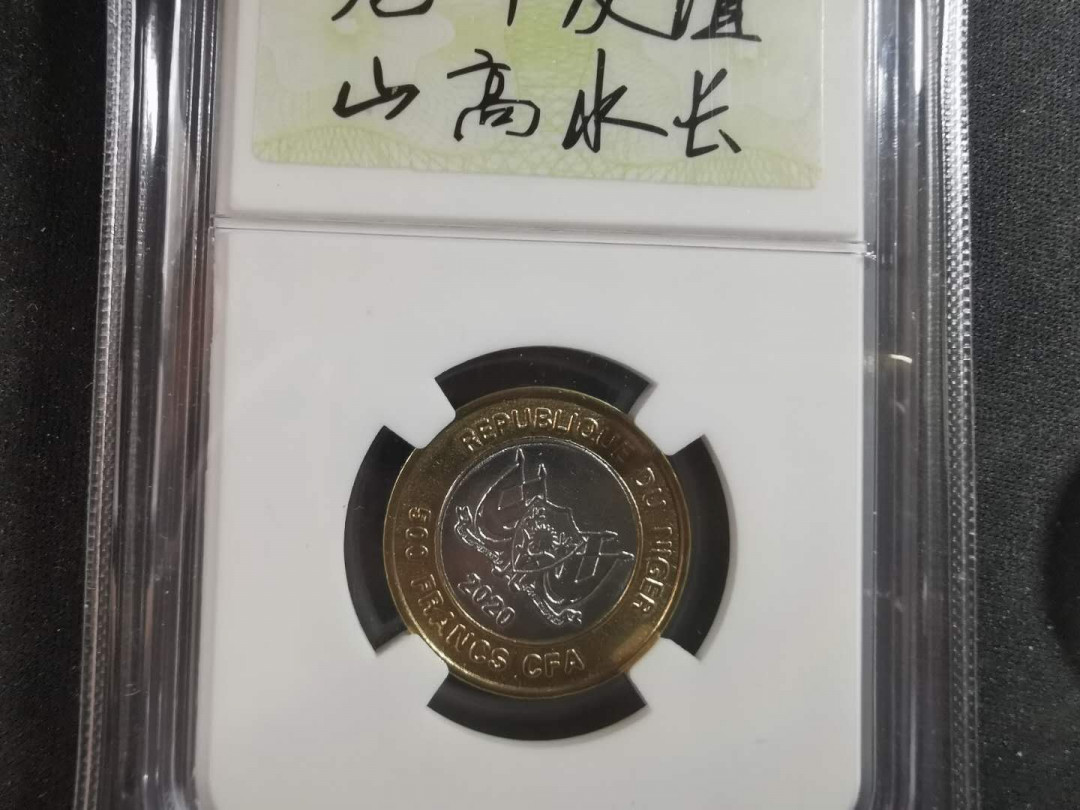 山高水长
REPUBLIQUE DU NIGER
500 FRANCS CFA
2020